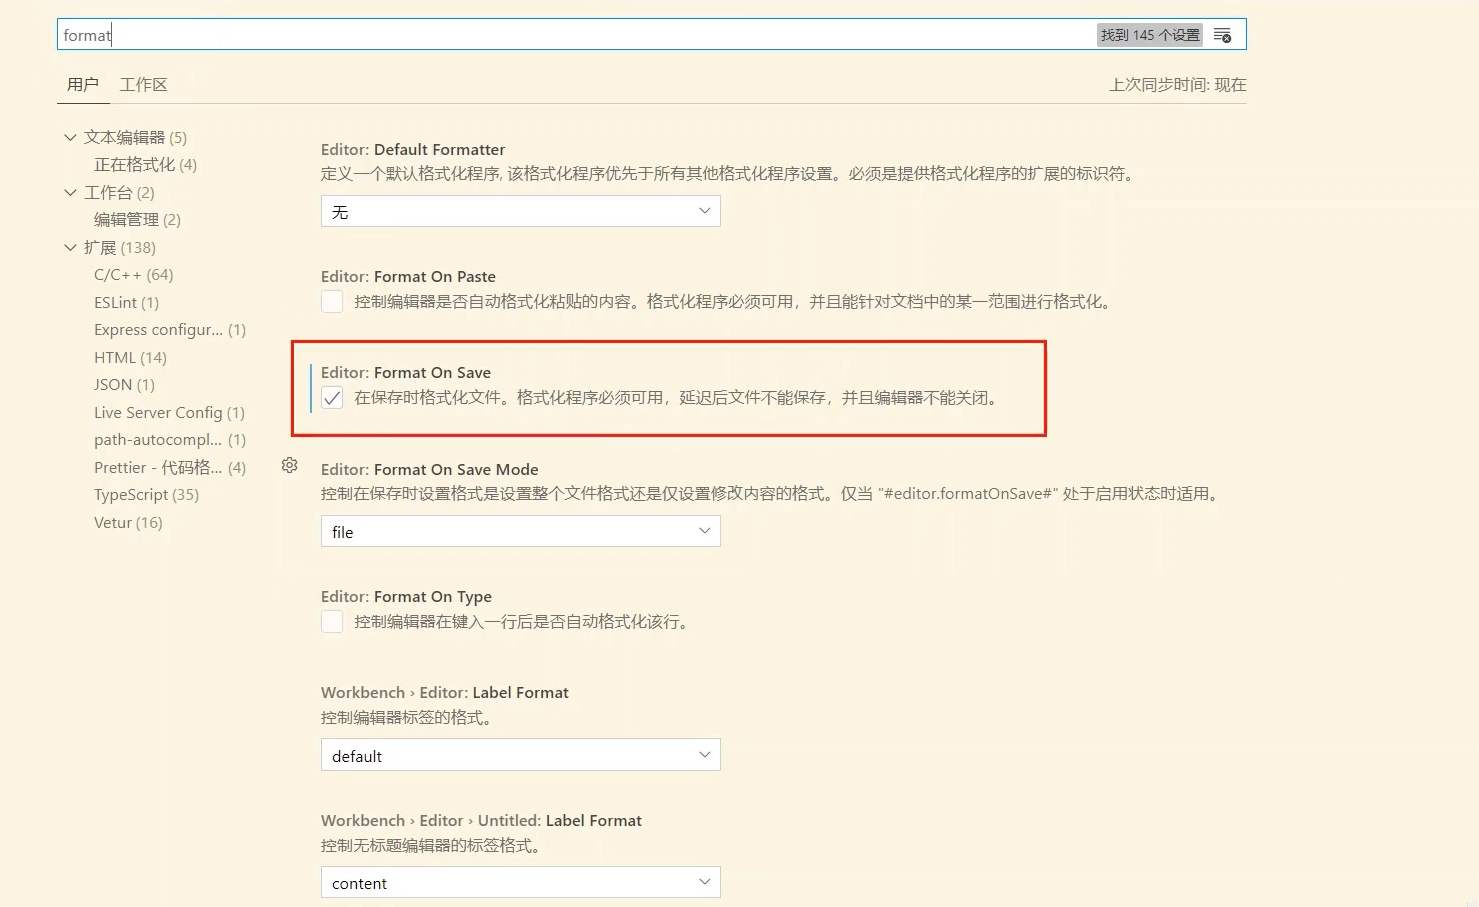 format
找到 145 个设置
用户 工作区
上次同步时间: 现在
文本编辑器 (5)
正在格式化 (4)
工作台 (2)
编辑管理 (2)
扩展 (138)
C/C++ (64)
ESLint (1)
Express configur... (1)
HTML (14)
JSON (1)
Live Server Config (1)
path-autocompl... (1)
Prettier - 代码格... (4)
TypeScript (35)
Vetur (16)
Editor: Default Formatter
定义一个默认格式化程序, 该格式化程序优先于所有其他格式化程序设置。必须是提供格式化程序的扩展的标识符。
无
Editor: Format On Paste
控制编辑器是否自动格式化粘贴的内容。格式化程序必须可用，并且能针对文档中的某一范围进行格式化。
Editor: Format On Save
在保存时格式化文件。格式化程序必须可用，延迟后文件不能保存，并且编辑器不能关闭。
Editor: Format On Save Mode
控制在保存时设置格式是设置整个文件格式还是仅设置修改内容的格式。仅当 "#editor.formatOnSave#" 处于启用状态时适用。
file
Editor: Format On Type
控制编辑器在键入一行后是否自动格式化该行。
Workbench › Editor: Label Format
控制编辑器标签的格式。
default
Workbench › Editor › Untitled: Label Format
控制无标题编辑器的标签格式。
content